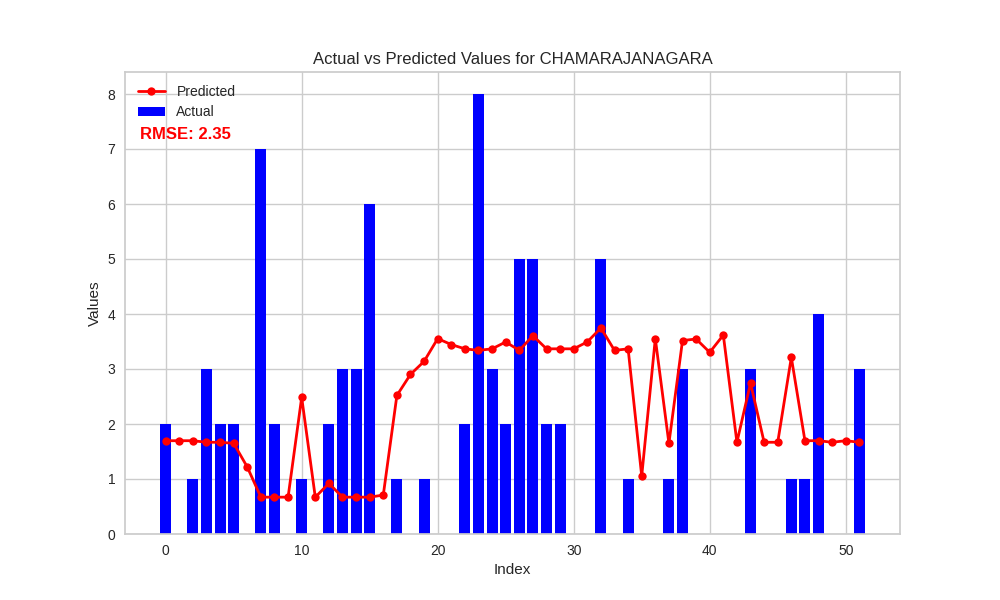 Actual vs Predicted Values for CHAMARAJANAGARA
Predicted
Actual
RMSE: 2.35
8
7
6
5
4
3
2
1
0
Values
0 10 20 30 40 50
Index